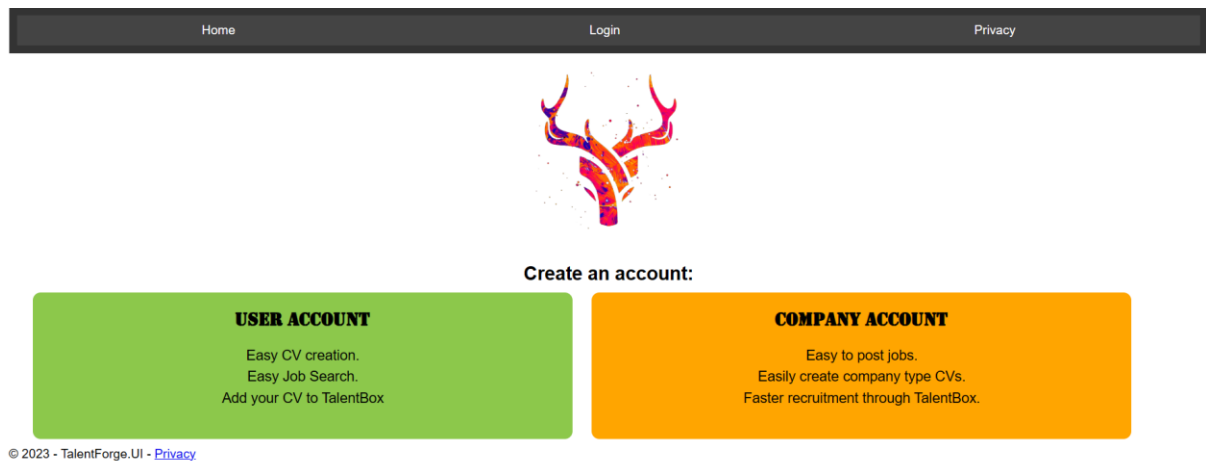 Home Login Privacy
Create an account:
USER ACCOUNT
Easy CV creation.
Easy Job Search.
Add your CV to TalentBox
COMPANY ACCOUNT
Easy to post jobs.
Easily create company type CVs.
Faster recruitment through TalentBox.
© 2023 - TalentForge.UI - Privacy